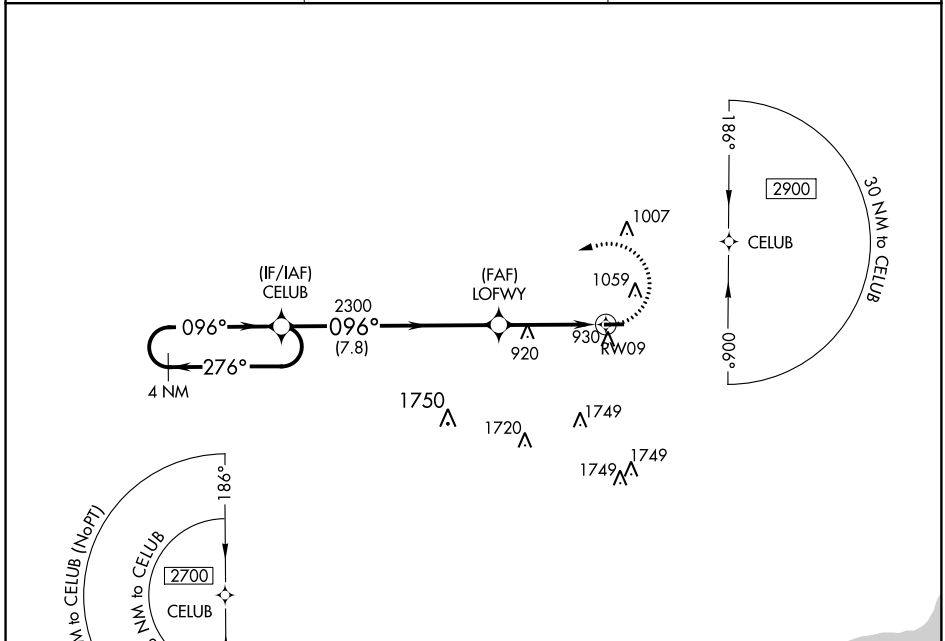 186°
2900
30 NM to CELUB
CELUB
006°
1007
1059
(IF/IAF)
CELUB
(FAF)
LOFWY
2300
096°
096°
(7.8)
930
RW09
920
276°
4 NM
1750
1749
1720
1749
1749
186°
to CELUB (NoPT)
NM to CELUB
2700
CELUB